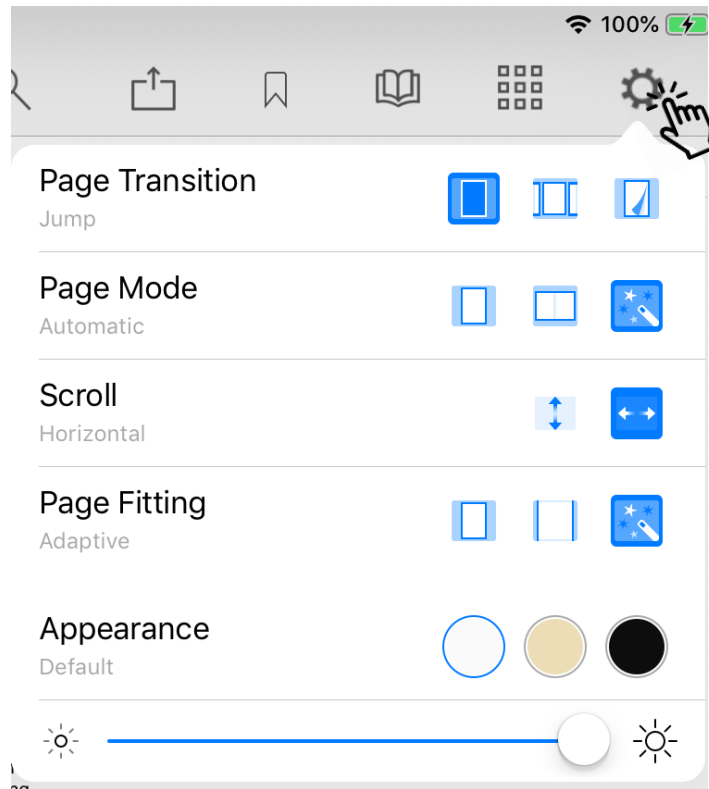 100%
Page Transition
Jump
Page Mode
Automatic
Scroll
Horizontal
Page Fitting
Adaptive
Appearance
Default